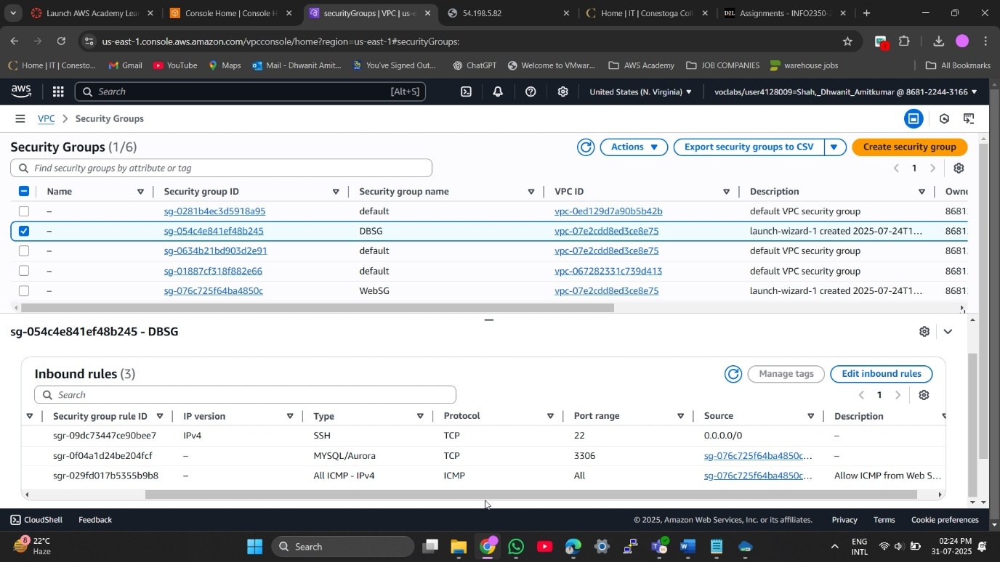 Launch AWS Academy Lea
Console Home | Console H
securityGroups | VPC | us-e
54.198.5.82
Home | IT | Conestoga Col
D2L Assignments - INFO2350-2
us-east-1.console.aws.amazon.com/vpcconsole/home?region=us-east-1#securityGroups:
1
Home | IT | Conesto...
Gmail
YouTube
Maps
Mail - Dhwanit Amit...
You've Signed Out...
ChatGPT
Welcome to VMwar...
AWS Academy
JOB COMPANIES
warehouse jobs
All Bookmarks
aws
Search [Alt+S]
United States (N. Virginia)
voclabs/user4128009=Shah,_Dhwanit_Amitkumar @ 8681-2244-3166
VPC > Security Groups
Security Groups (1/6)
Actions
Export security groups to CSV
Create security group
Find security groups by attribute or tag
1
Name Security group ID Security group name VPC ID Description Owne
– sg-0281b4ec3d5918a95 default vpc-0ed129d7a90b5b42b default VPC security group 8681
– sg-054c4e841ef48b245 DBSG vpc-07e2cdd8ed3ce8e75 launch-wizard-1 created 2025-07-24T1... 8681
– sg-0634b21bd903d2e91 default vpc-07e2cdd8ed3ce8e75 default VPC security group 8681
– sg-01887cf318f882e66 default vpc-067282331c739d413 default VPC security group 8681
– sg-076c725f64ba4850c WebSG vpc-07e2cdd8ed3ce8e75 launch-wizard-1 created 2025-07-24T1... 8681
sg-054c4e841ef48b245 - DBSG
Inbound rules (3)
Manage tags
Edit inbound rules
Search
1
Security group rule ID IP version Type Protocol Port range Source Description
sgr-09dc73447ce90bee7 IPv4 SSH TCP 22 0.0.0.0/0 –
sgr-0f04a1d24be204fcf – MYSQL/Aurora TCP 3306 sg-076c725f64ba4850c... –
sgr-029fd017b5355b9b8 – All ICMP - IPv4 ICMP All sg-076c725f64ba4850c... Allow ICMP from Web S...
CloudShell
Feedback
© 2025, Amazon Web Services, Inc. or its affiliates.
Privacy
Terms
Cookie preferences
8
22°C
Haze
Search
ENG
INTL
02:24 PM
31-07-2025